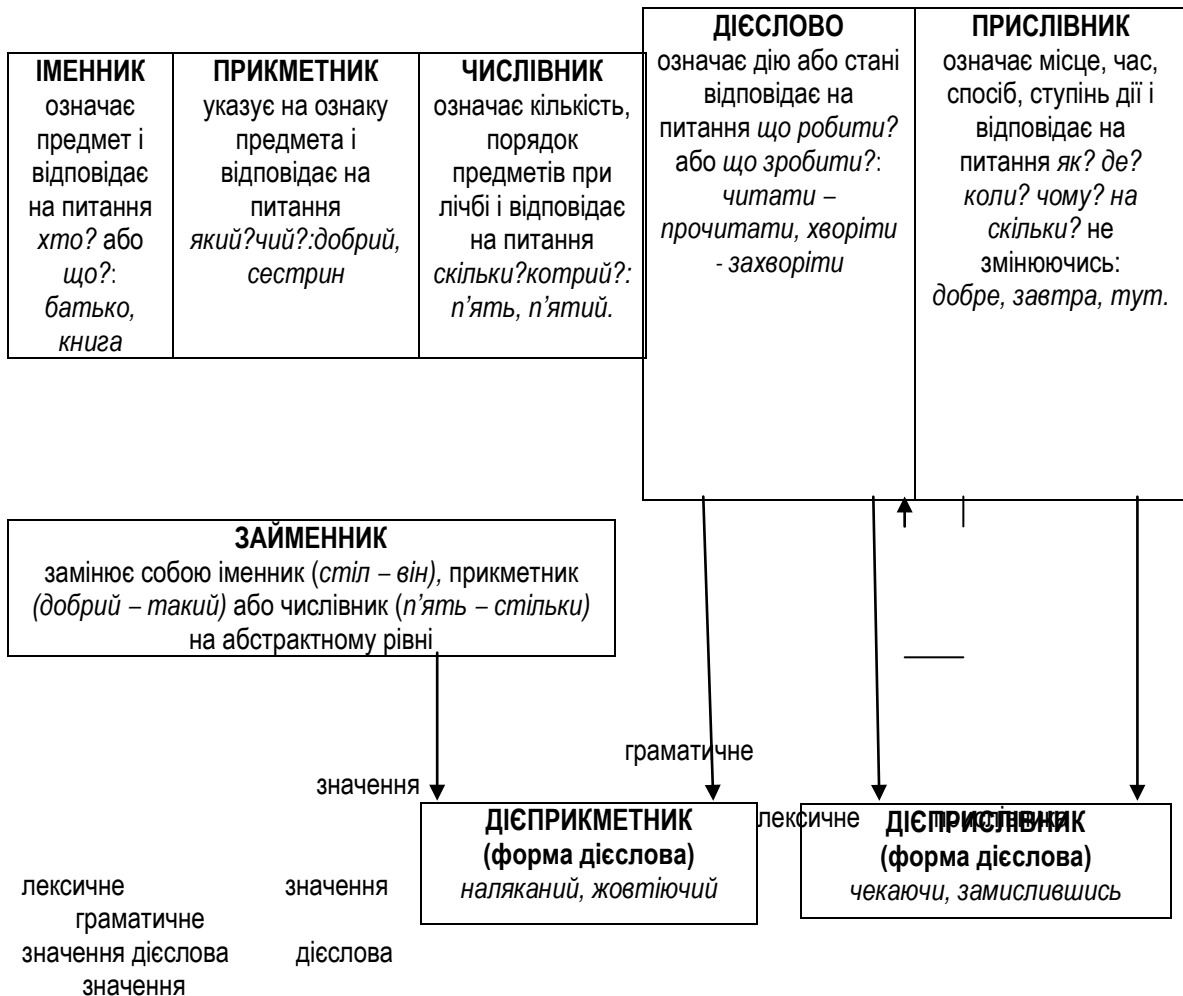 ІМЕННИК
означає
предмет і
відповідає
на питання
хто? або
що?:
батько,
книга
ПРИКМЕТНИК
указує на ознаку
предмета і
відповідає на
питання
який?чий?:добрий,
сестрин
ЧИСЛІВНИК
означає кількість,
порядок
предметів при
лічбі і відповідає
на питання
скільки?котрий?:
п’ять, п’ятий.
ДІЄСЛОВО
означає дію або стані
відповідає на
питання що робити?
або що зробити?:
читати –
прочитати, хворіти
- захворіти
ПРИСЛІВНИК
означає місце, час,
спосіб, ступінь дії і
відповідає на
питання як? де?
коли? чому? на
скільки? не
змінюючись:
добре, завтра, тут.
ЗАЙМЕННИК
замінює собою іменник (стіл – він), прикметник
(добрий – такий) або числівник (п’ять – стільки)
на абстрактному рівні
граматичне
значення
ДІЄПРИКМЕТНИК
(форма дієслова)
наляканий, жовтіючий
лексичне прислівника
ДІЄПРИСЛІВНИК
(форма дієслова)
чекаючи, замислившись
лексичне значення
граматичне
значення дієслова дієслова
значення